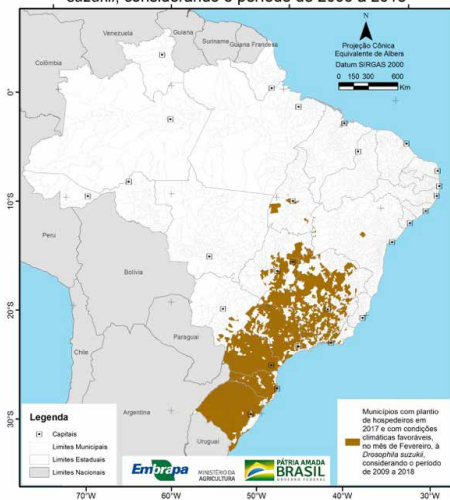 suzukii, considerando o período de 2009 a 2018
N
Projeção Cônica
Equivalente de Albers
Datum SIRGAS 2000
0 150 300 600
Km
Venezuela
Guiana
Suriname
Guiana Francesa
Colômbia
0°
10°S
Peru
Bolívia
20°S
Paraguai
Chile
Argentina
30°S
Uruguai
Legenda
Capitais
Limites Municipais
Limites Estaduais
Limites Nacionais
Embrapa
MINISTÉRIO DA
AGRICULTURA
PÁTRIA AMADA
BRASIL
GOVERNO FEDERAL
Municípios com plantio
de hospedeiros em
2017 e com condições
climáticas favoráveis,
no mês de Fevereiro, à
Drosophila suzukii,
considerando o período
de 2009 a 2018
70°W 60°W 50°W 40°W 30°W